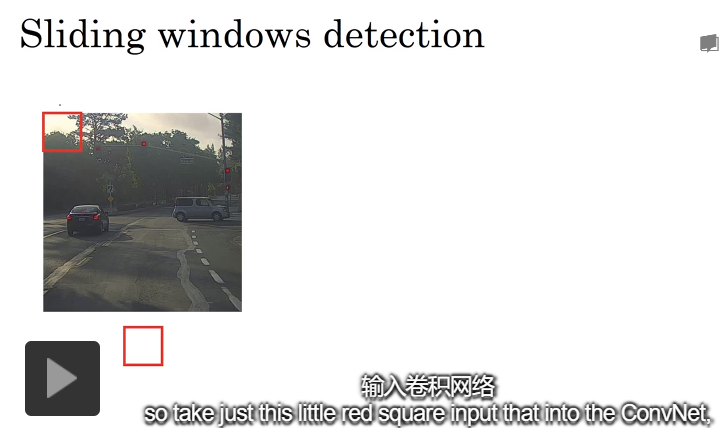 Sliding windows detection
输入卷积网络
so take just this little red square input that into the ConvNet,